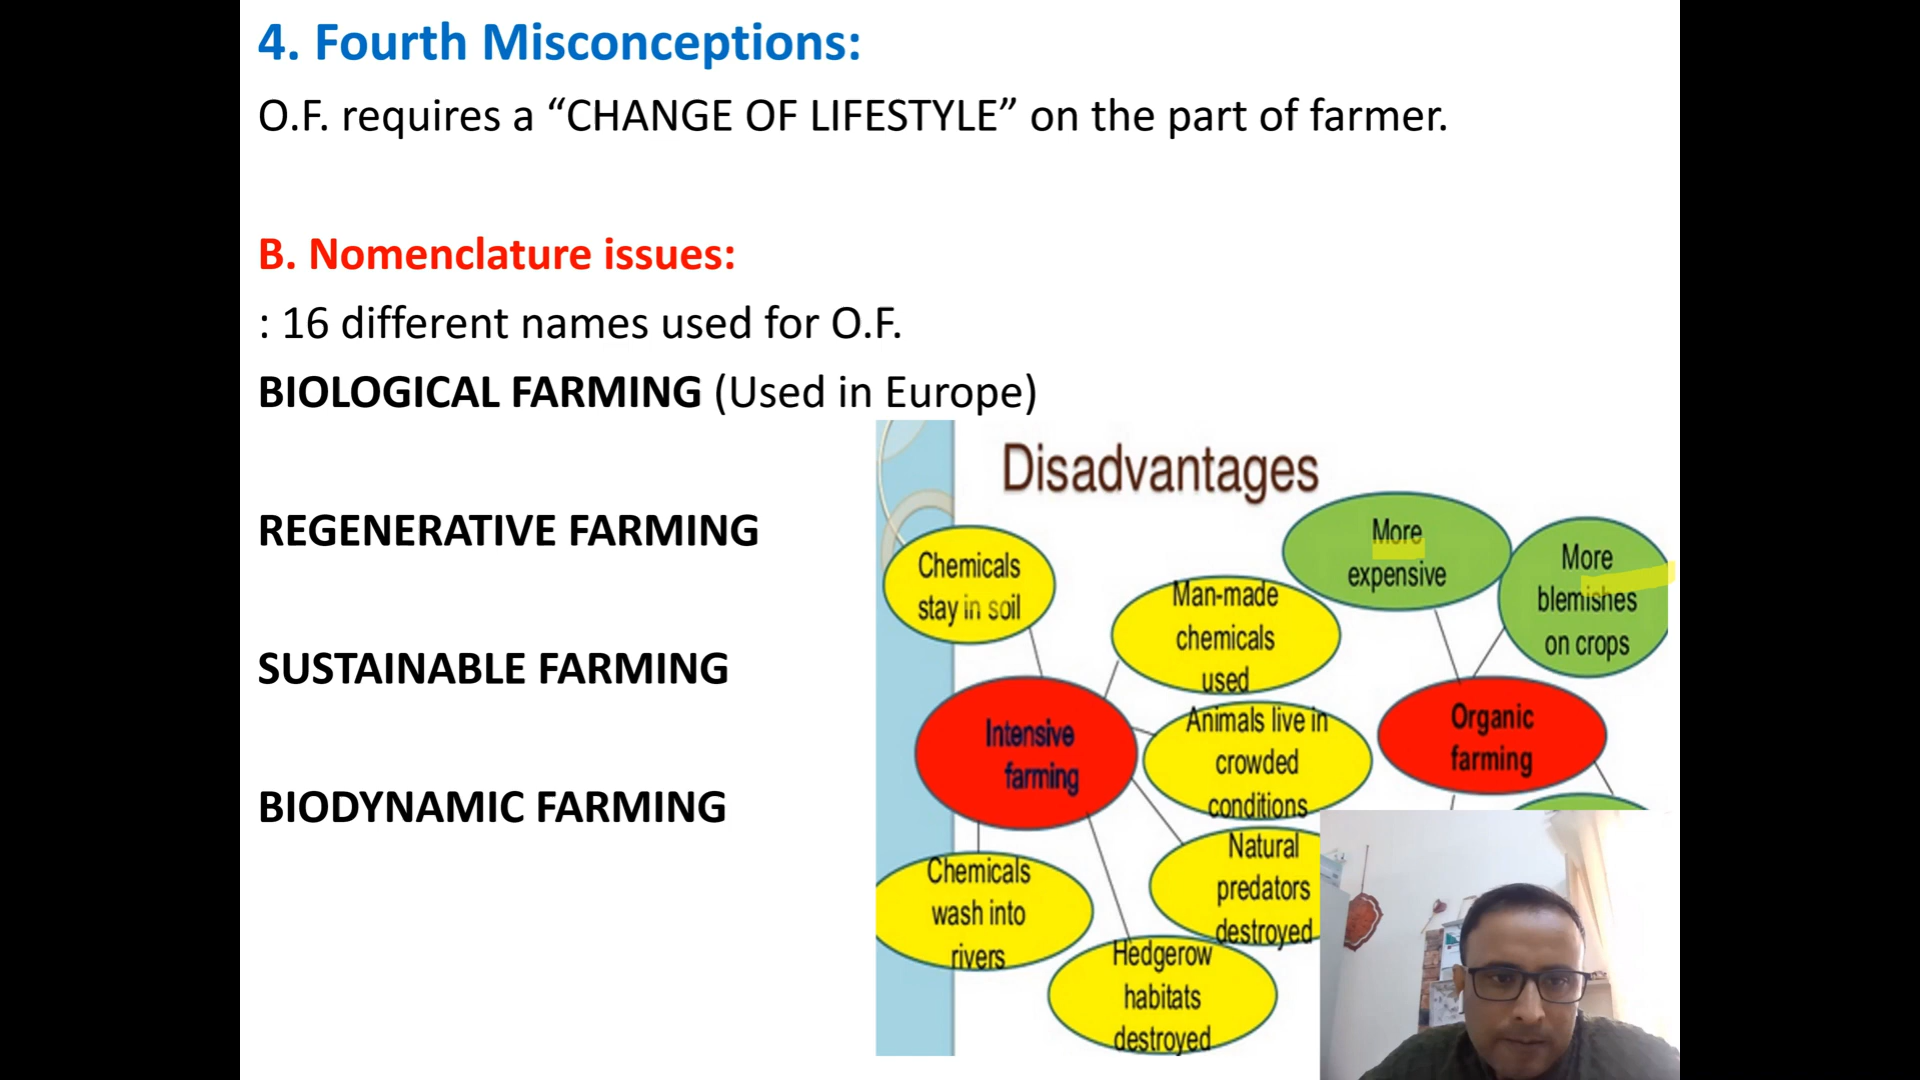 4. Fourth Misconceptions:
O.F. requires a “CHANGE OF LIFESTYLE” on the part of farmer.
B. Nomenclature issues:
: 16 different names used for O.F.
BIOLOGICAL FARMING (Used in Europe)
REGENERATIVE FARMING
SUSTAINABLE FARMING
BIODYNAMIC FARMING
Disadvantages
Chemicals
stay in soil
Man-made
chemicals
used
More
expensive
More
blemishes
on crops
Intensive
farming
Animals live in
crowded
conditions
Organic
farming
Chemicals
wash into
rivers
Natural
predators
destroyed
Hedgerow
habitats
destroyed